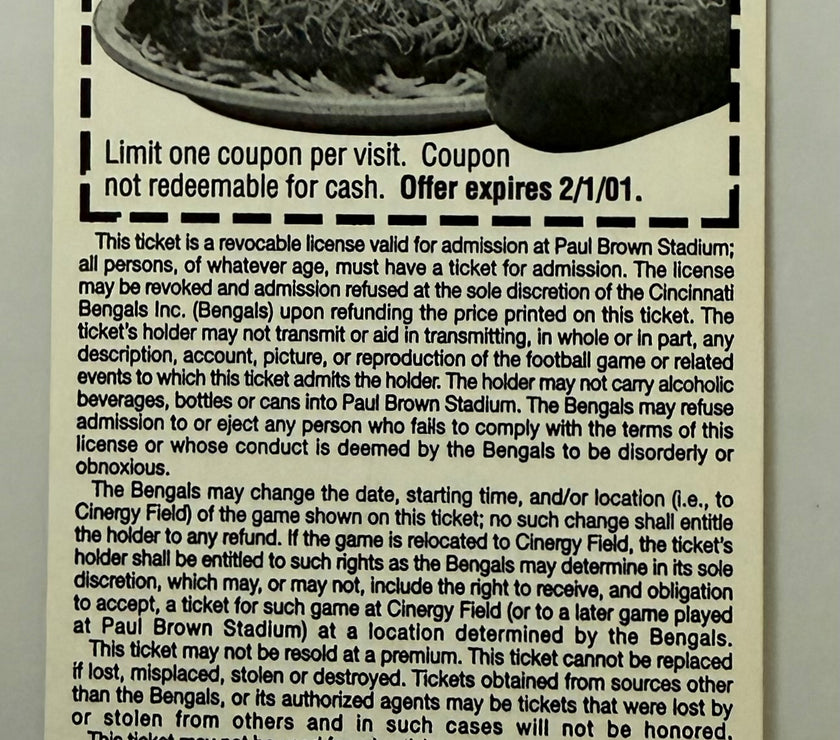 Limit one coupon per visit. Coupon
not redeemable for cash. Offer expires 2/1/01.
This ticket is a revocable license valid for admission at Paul Brown Stadium;
all persons, of whatever age, must have a ticket for admission. The license
may be revoked and admission refused at the sole discretion of the Cincinnati
Bengals Inc. (Bengals) upon refunding the price printed on this ticket. The
ticket's holder may not transmit or aid in transmitting, in whole or in part, any
description, account, picture, or reproduction of the football game or related
events to which this ticket admits the holder. The holder may not carry alcoholic
beverages, bottles or cans into Paul Brown Stadium. The Bengals may refuse
admission to or eject any person who fails to comply with the terms of this
license or whose conduct is deemed by the Bengals to be disorderly or
obnoxious.
The Bengals may change the date, starting time, and/or location (i.e., to
Cinergy Field) of the game shown on this ticket; no such change shall entitle
the holder to any refund. If the game is relocated to Cinergy Field, the ticket's
holder shall be entitled to such rights as the Bengals may determine in its sole
discretion, which may, or may not, include the right to receive, and obligation
to accept, a ticket for such game at Cinergy Field (or to a later game played
at Paul Brown Stadium) at a location determined by the Bengals.
This ticket may not be resold at a premium. This ticket cannot be replaced
if lost, misplaced, stolen or destroyed. Tickets obtained from sources other
than the Bengals, or its authorized agents may be tickets that were lost by
or stolen from others and in such cases will not be honored.
This ticket may not be